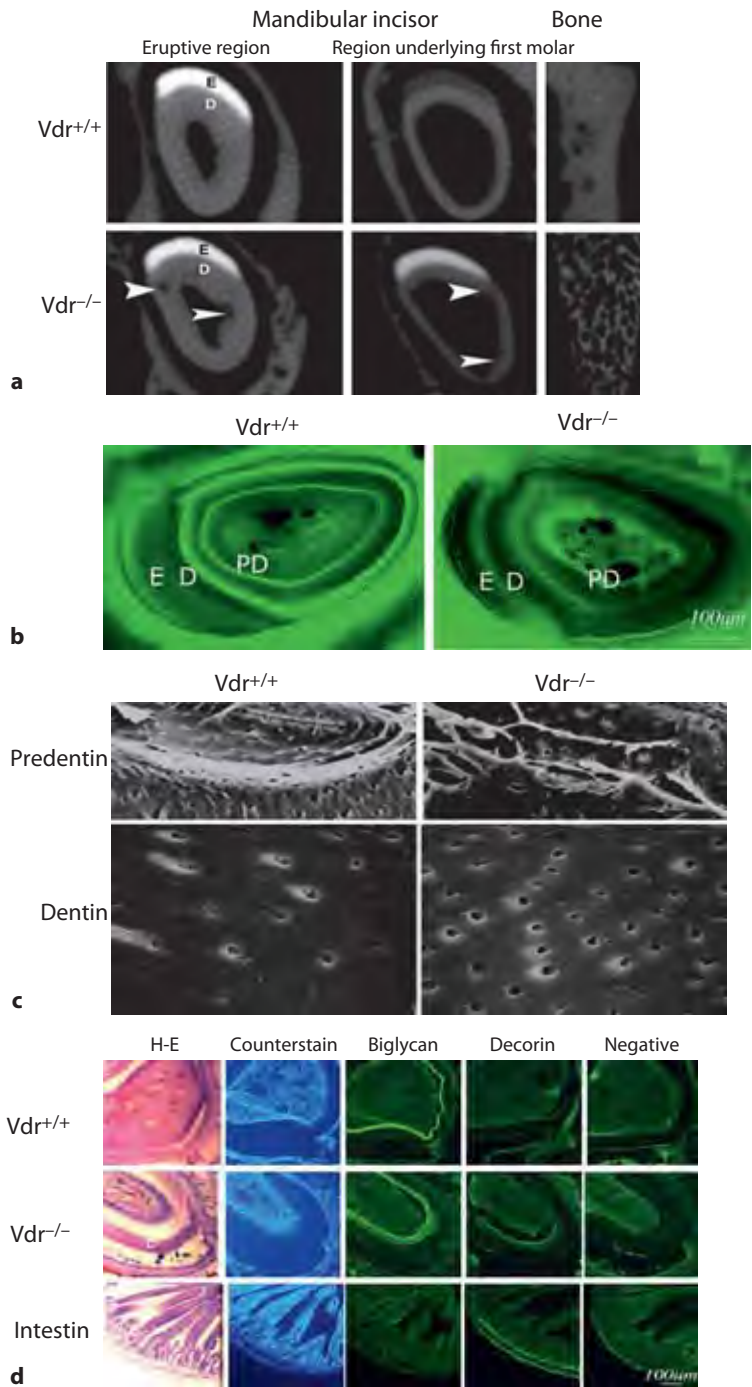 Mandibular incisor Bone
Eruptive region Region underlying first molar
Vdr+/+
E
D
Vdr–/–
E
D
a
Vdr+/+ Vdr–/–
E D PD
E D PD
100µm
b
Vdr+/+ Vdr–/–
Predentin
Dentin
c
H-E Counterstain Biglycan Decorin Negative
Vdr+/+
Vdr–/–
Intestin
100µm
d